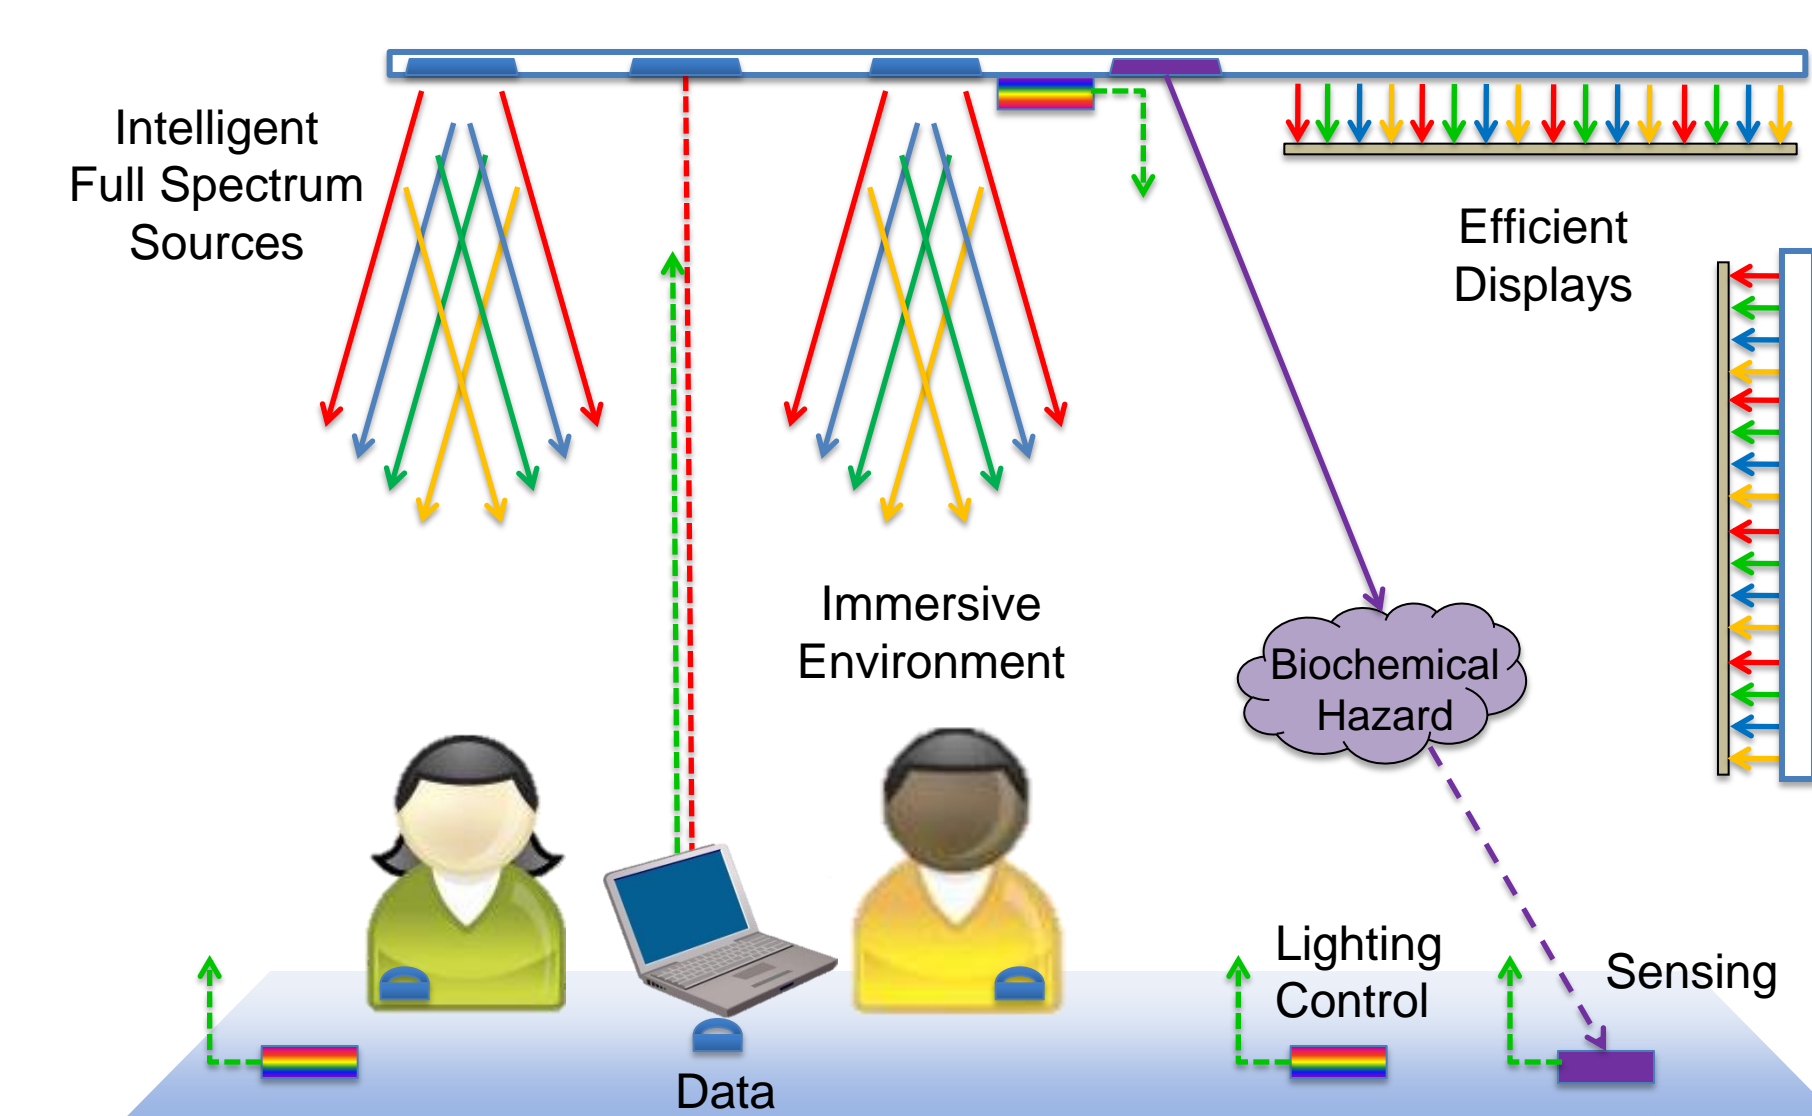 Intelligent
Full Spectrum
Sources
Efficient
Displays
Immersive
Environment
Biochemical
Hazard
Lighting
Control
Sensing
Data